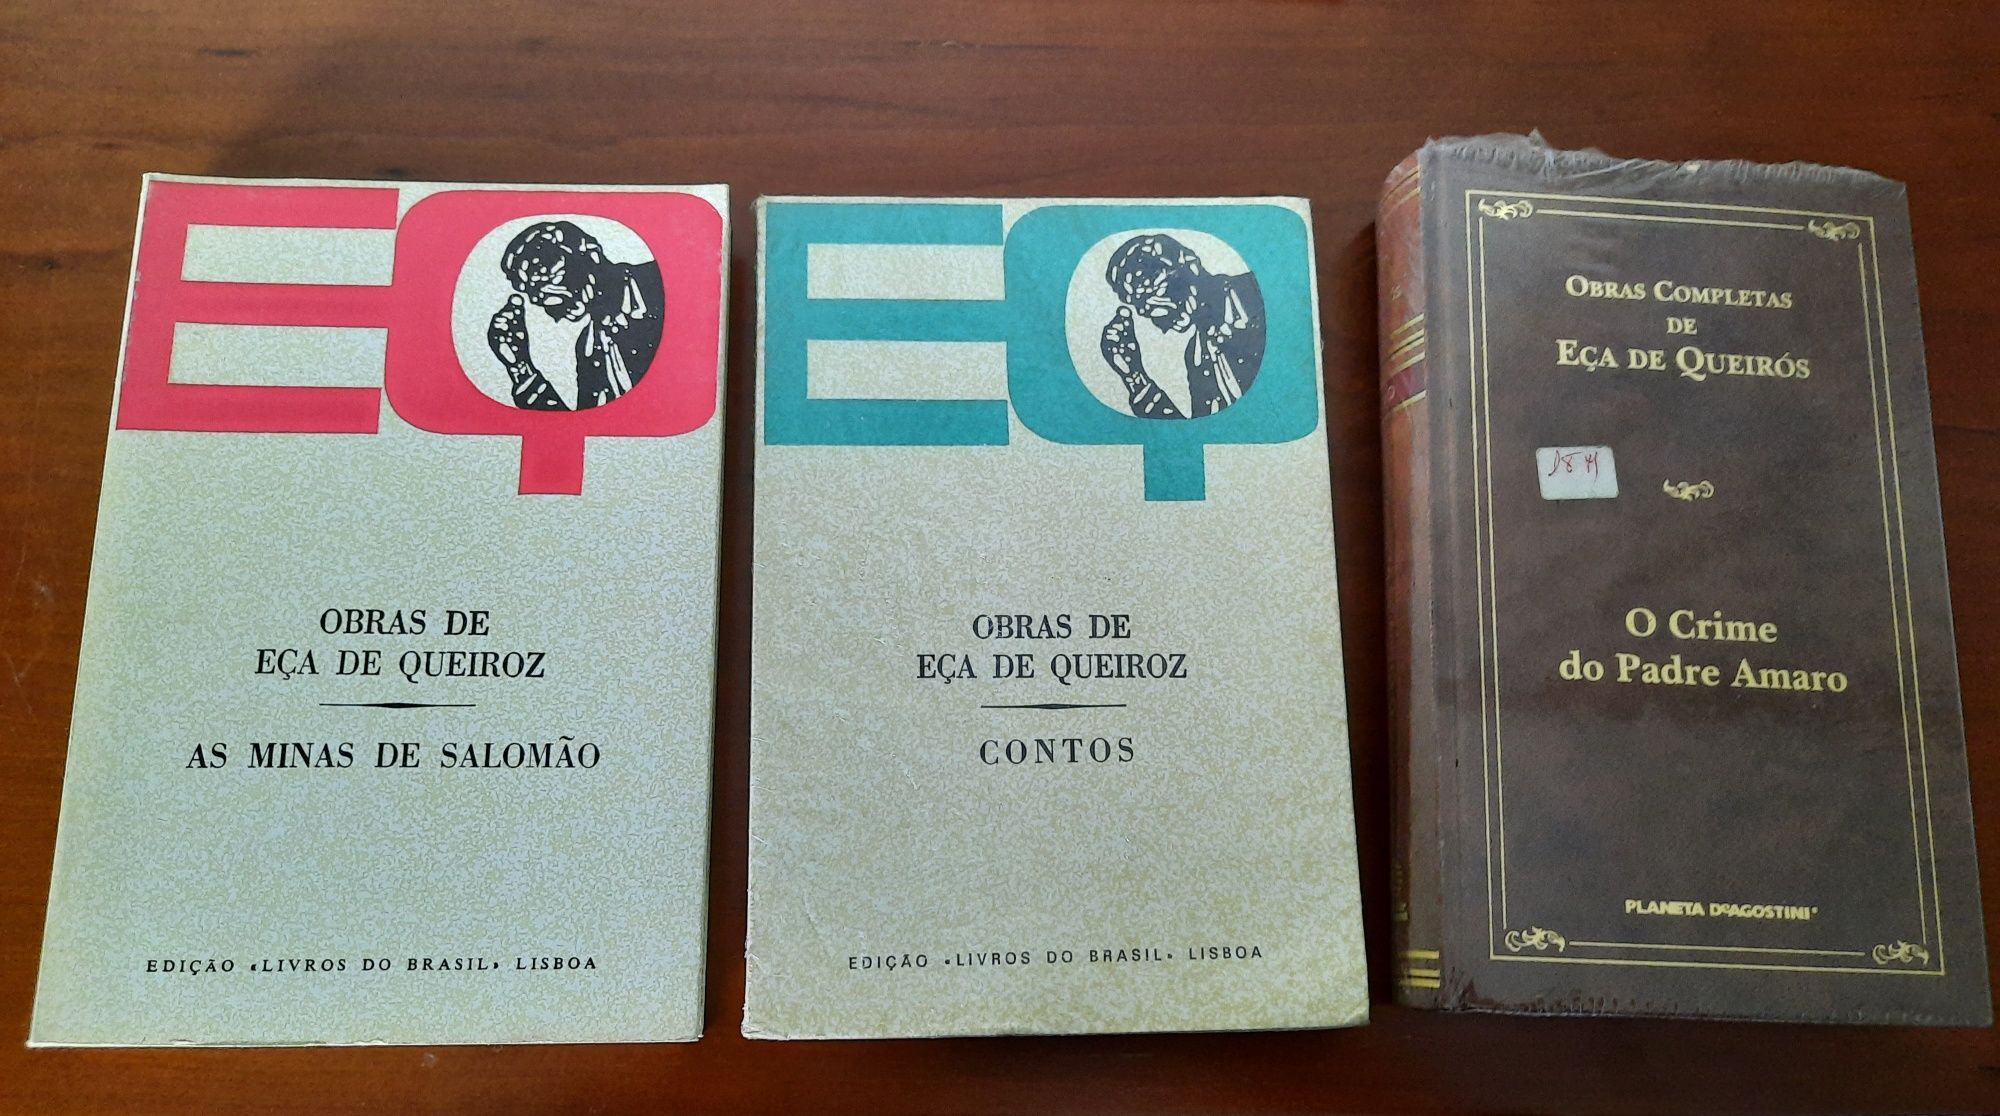 EQ
OBRAS DE
EÇA DE QUEIROZ
AS MINAS DE SALOMÃO
EDIÇÃO «LIVROS DO BRASIL» LISBOA
EQ
OBRAS DE
EÇA DE QUEIROZ
CONTOS
EDIÇÃO «LIVROS DO BRASIL» LISBOA
OBRAS COMPLETAS
DE
EÇA DE QUEIRÓS
O Crime
do Padre Amaro
PLANETA DeAGOSTINI